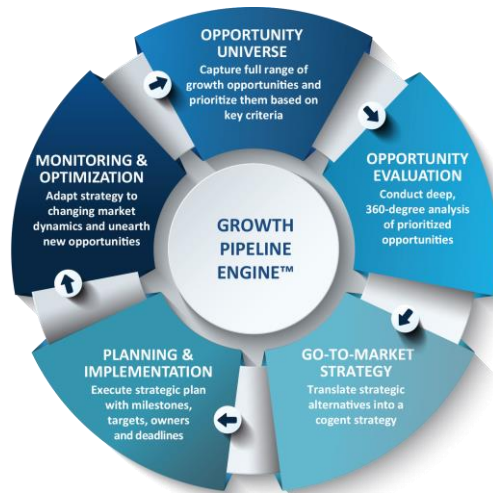 OPPORTUNITY
UNIVERSE
Capture full range of
growth opportunities and
prioritize them based on
key criteria
OPPORTUNITY
EVALUATION
Conduct deep,
360-degree analysis
of prioritized
opportunities
GO-TO-MARKET
STRATEGY
Translate strategic
alternatives into a
cogent strategy
PLANNING &
IMPLEMENTATION
Execute strategic plan
with milestones,
targets, owners
and deadlines
MONITORING &
OPTIMIZATION
Adapt strategy to
changing market
dynamics and unearth
new opportunities
GROWTH
PIPELINE
ENGINE™